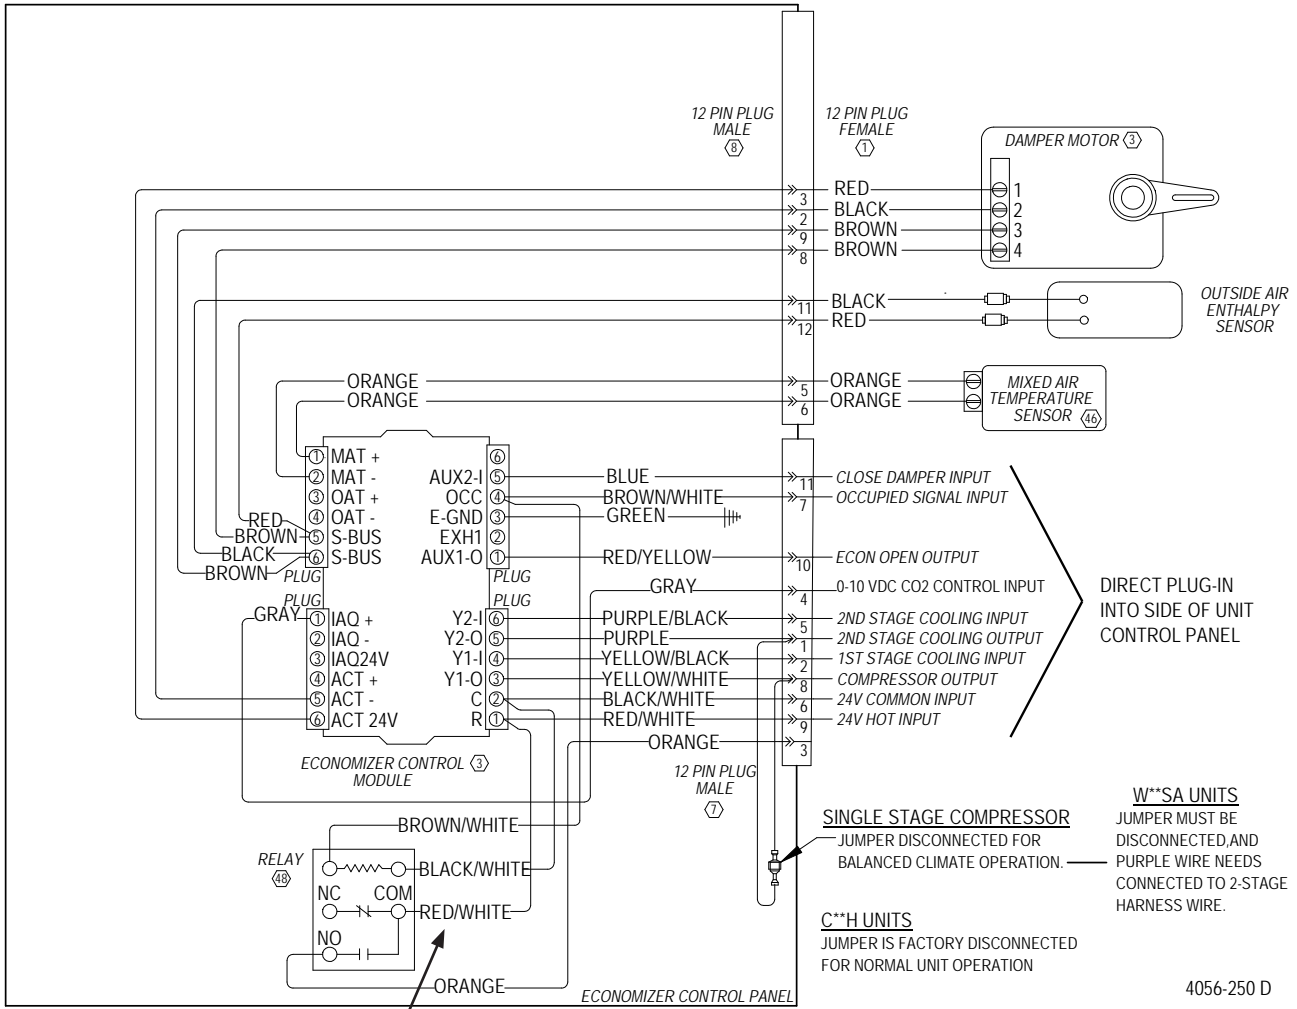 12 PIN PLUG
MALE
8
12 PIN PLUG
FEMALE
1
DAMPER MOTOR 3
3 RED 1
2 BLACK 2
9 BROWN 3
8 BROWN 4
11 BLACK
12 RED
OUTSIDE AIR
ENTHALPY
SENSOR
ORANGE 5 ORANGE
ORANGE 6 ORANGE
MIXED AIR
TEMPERATURE
SENSOR 46
1 MAT +
2 MAT -
3 OAT +
4 OAT -
5 S-BUS
6 S-BUS
RED
BROWN
BLACK
BROWN
PLUG
6
AUX2-I 5 BLUE 11 CLOSE DAMPER INPUT
OCC 4 BROWN/WHITE 7 OCCUPIED SIGNAL INPUT
E-GND 3 GREEN
EXH1 2
AUX1-O 1 RED/YELLOW 10 ECON OPEN OUTPUT
PLUG
GRAY 4 0-10 VDC CO2 CONTROL INPUT
PLUG
GRAY 1 IAQ +
2 IAQ -
3 IAQ24V
4 ACT +
5 ACT -
6 ACT 24V
PLUG
Y2-I 6 PURPLE/BLACK 5 2ND STAGE COOLING INPUT
Y2-O 5 PURPLE 1 2ND STAGE COOLING OUTPUT
Y1-I 4 YELLOW/BLACK 2 1ST STAGE COOLING INPUT
Y1-O 3 YELLOW/WHITE 8 COMPRESSOR OUTPUT
C 2 BLACK/WHITE 6 24V COMMON INPUT
R 1 RED/WHITE 9 24V HOT INPUT
ORANGE 3
DIRECT PLUG-IN
INTO SIDE OF UNIT
CONTROL PANEL
ECONOMIZER CONTROL 3
MODULE
12 PIN PLUG
MALE
7
BROWN/WHITE
RELAY
48
BLACK/WHITE
NC COM
RED/WHITE
NO
ORANGE
ECONOMIZER CONTROL PANEL
SINGLE STAGE COMPRESSOR
JUMPER DISCONNECTED FOR
BALANCED CLIMATE OPERATION.
W**SA UNITS
JUMPER MUST BE
DISCONNECTED,AND
PURPLE WIRE NEEDS
CONNECTED TO 2-STAGE
HARNESS WIRE.
C**H UNITS
JUMPER IS FACTORY DISCONNECTED
FOR NORMAL UNIT OPERATION
4056-250 D